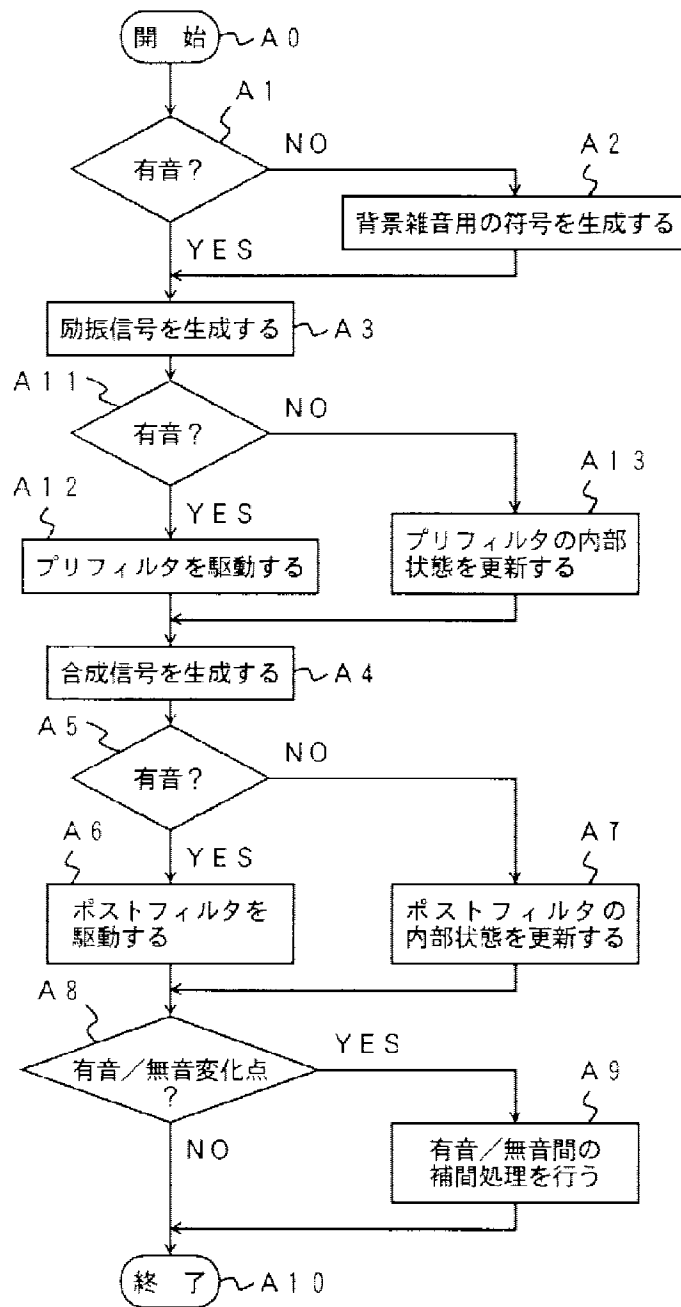 開 始
A0
A1
有音?
NO
A2
背景雑音用の符号を生成する
YES
励振信号を生成する
A3
A11
有音?
NO
A13
A12
YES
プリフィルタを駆動する
プリフィルタの内部
状態を更新する
合成信号を生成する
A4
A5
有音?
NO
A6
YES
A7
ポストフィルタを
駆動する
ポストフィルタの
内部状態を更新する
A8
有音/無音変化点
?
YES
A9
NO
有音/無音間の
補間処理を行う
終 了
A10